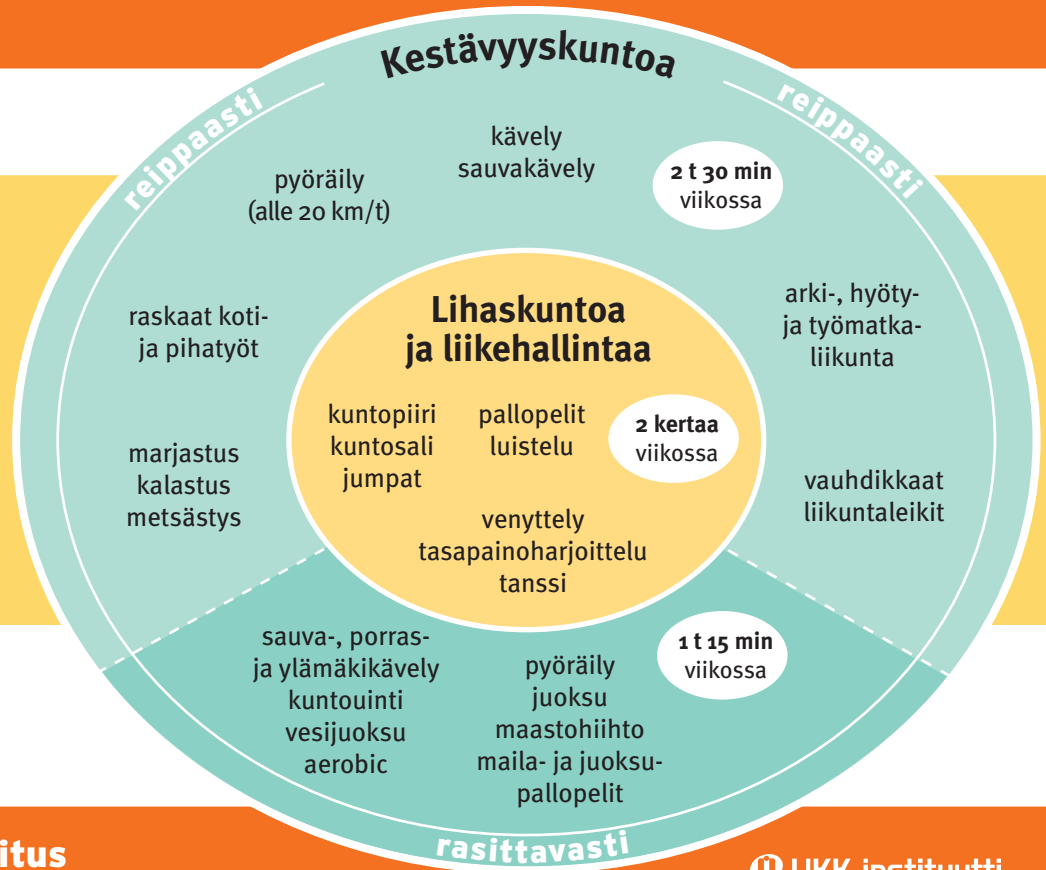 Kestävyyskuntoa
reippaasti
reippaasti
kävely
sauvakävely
2 t 30 min
viikossa
pyöräily
(alle 20 km/t)
arki-, hyöty-
ja työmatka-
liikunta
raskaat koti-
ja pihatyöt
Lihaskuntoa
ja liikehallintaa
kuntopiiri
kuntosali
jumpat
pallopelit
luistelu
2 kertaa
viikossa
marjastus
kalastus
metsästys
vauhdikkaat
liikuntaleikit
venyttely
tasapainoharjoittelu
tanssi
sauva-, porras-
ja ylämäkikävely
kuntouinti
vesijuoksu
aerobic
pyöräily
juoksu
maastohiihto
maila- ja juoksu-
pallopelit
1 t 15 min
viikossa
rasittavasti
itus
UKK-instituutti